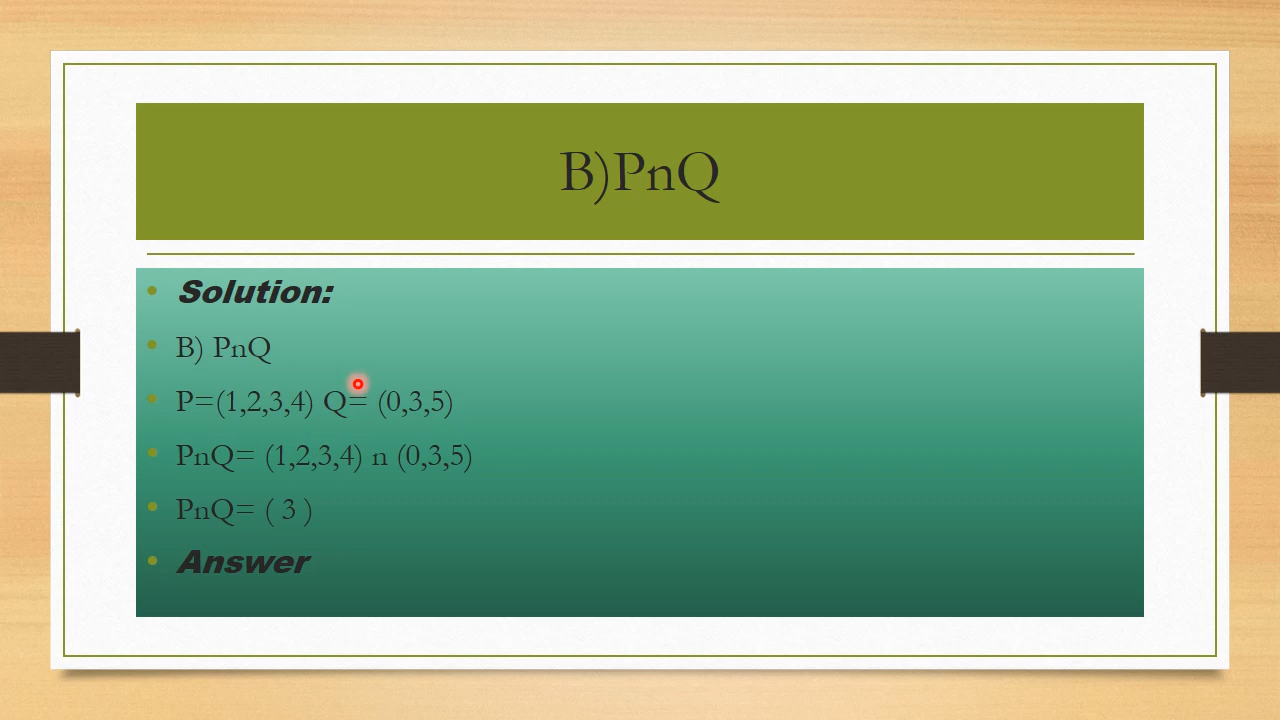 B)PnQ
Solution:
B) PnQ
P=(1,2,3,4) Q= (0,3,5)
PnQ= (1,2,3,4) n (0,3,5)
PnQ= ( 3 )
Answer